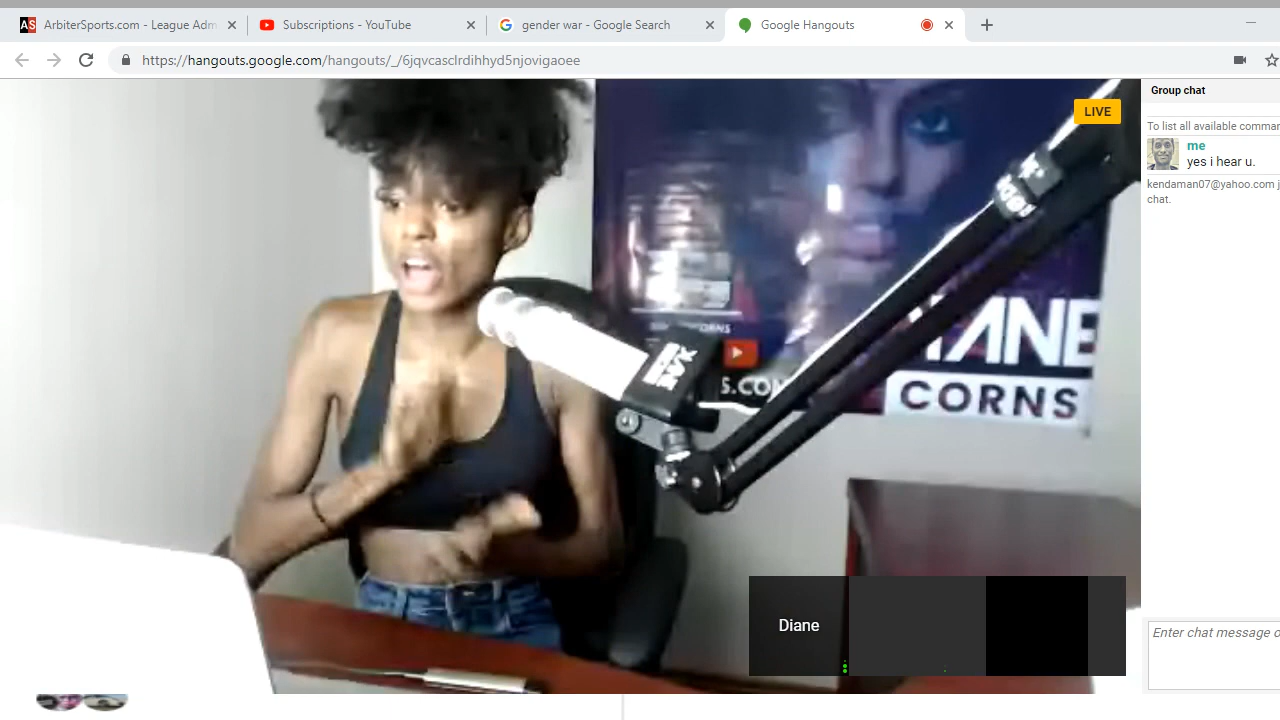 ArbiterSports.com - League Adm
Subscriptions - YouTube
gender war - Google Search
Google Hangouts
https://hangouts.google.com/hangouts/_/6jqvcasclrdihhyd5njovigaoee
LIVE
Group chat
To list all available comman
me
yes i hear u.
kendaman07@yahoo.com j
chat.
CORNS
Diane
Enter chat message o